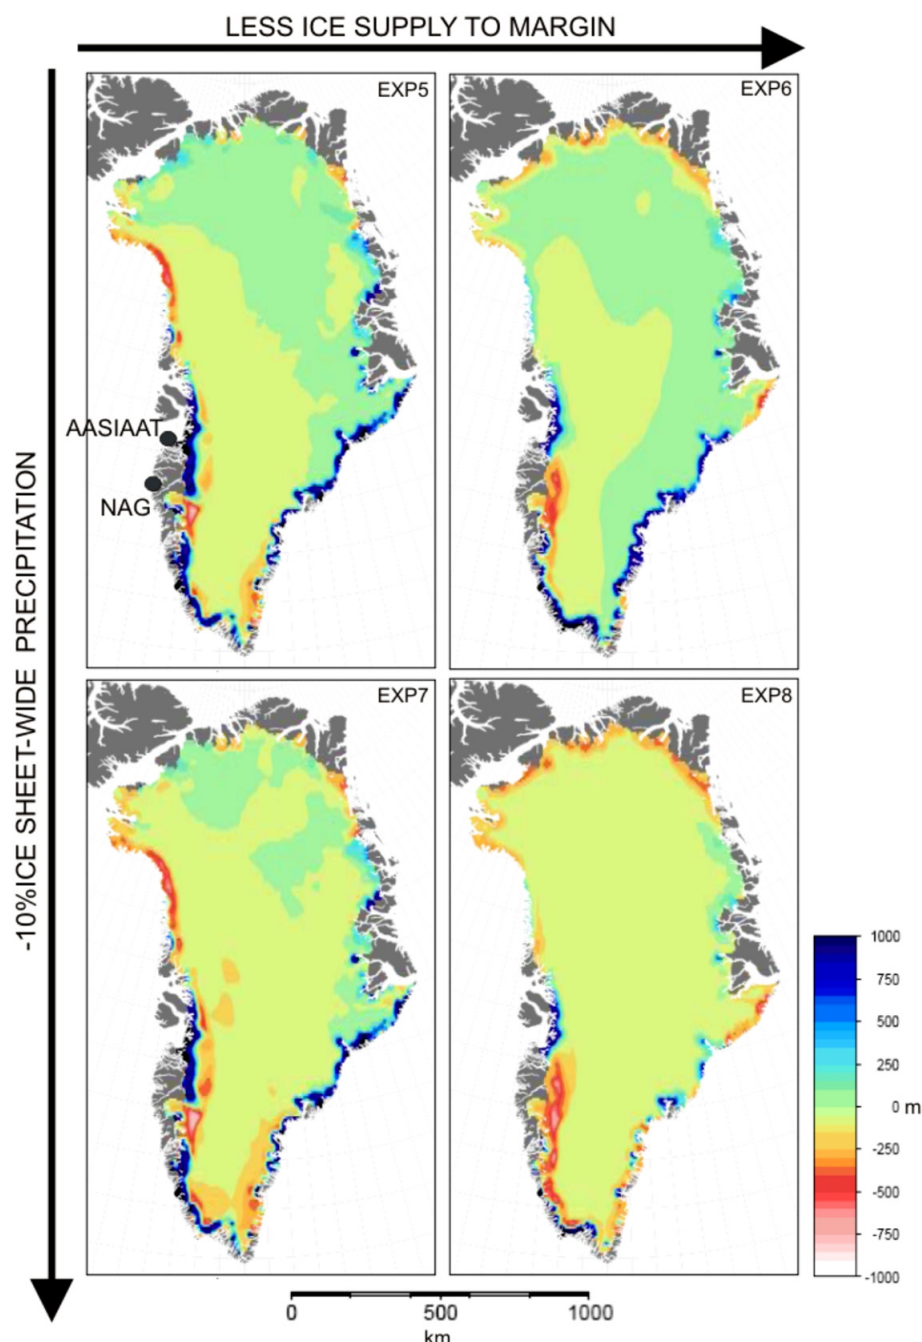 LESS ICE SUPPLY TO MARGIN
-10%ICE SHEET-WIDE PRECIPITATION
EXP5
EXP6
AASIAAT
NAG
EXP7
EXP8
1000
750
500
250
0 m
-250
-500
-750
-1000
0 500 1000
km